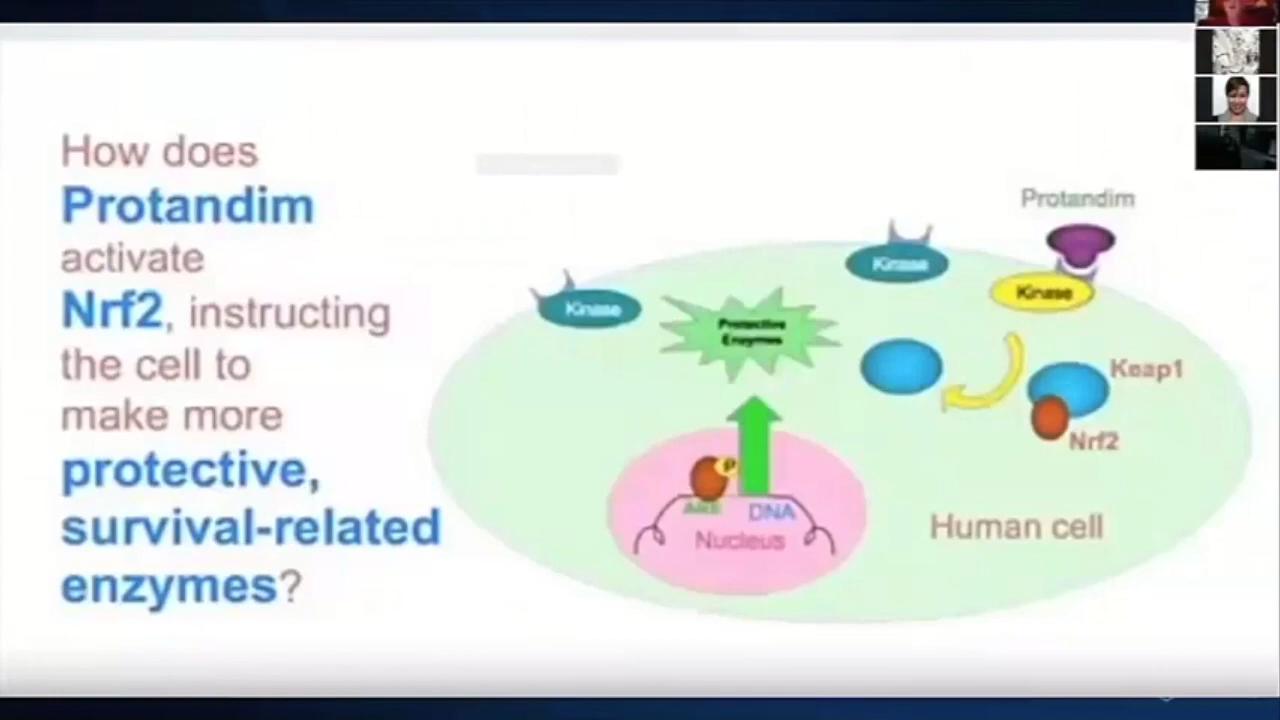 How does
Protandim
activate
Nrf2, instructing
the cell to
make more
protective,
survival-related
enzymes?
Protandim
Kinase
Kinase
Kinase
Protective
Enzymes
Keap1
Nrf2
P
ARE
DNA
Nucleus
Human cell